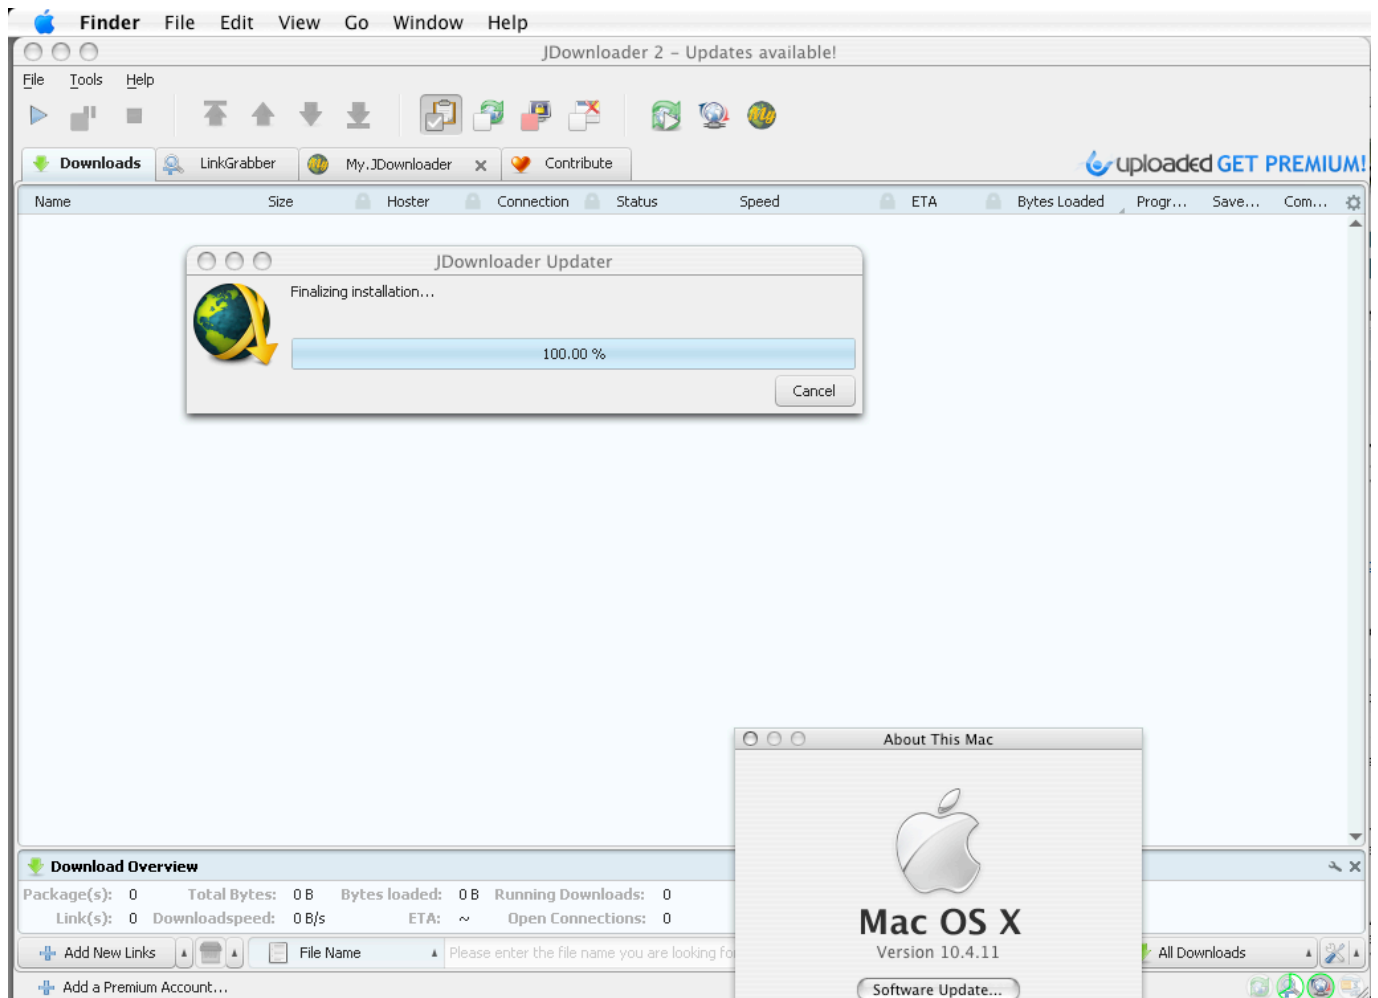 Finder File Edit View Go Window Help
JDownloader 2 – Updates available!
File Tools Help
My
Downloads LinkGrabber My My.JDownloader Contribute uploaded GET PREMIUM!
Name Size Hoster Connection Status Speed ETA Bytes Loaded Progr... Save... Com...
JDownloader Updater
Finalizing installation...
100.00 %
Cancel
About This Mac
Download Overview
Package(s): 0 Total Bytes: 0 B Bytes loaded: 0 B Running Downloads: 0
Link(s): 0 Downloadspeed: 0 B/s ETA: ~ Open Connections: 0
Mac OS X
Version 10.4.11
Add New Links File Name Please enter the file name you are looking fo All Downloads
Software Update...
Add a Premium Account...